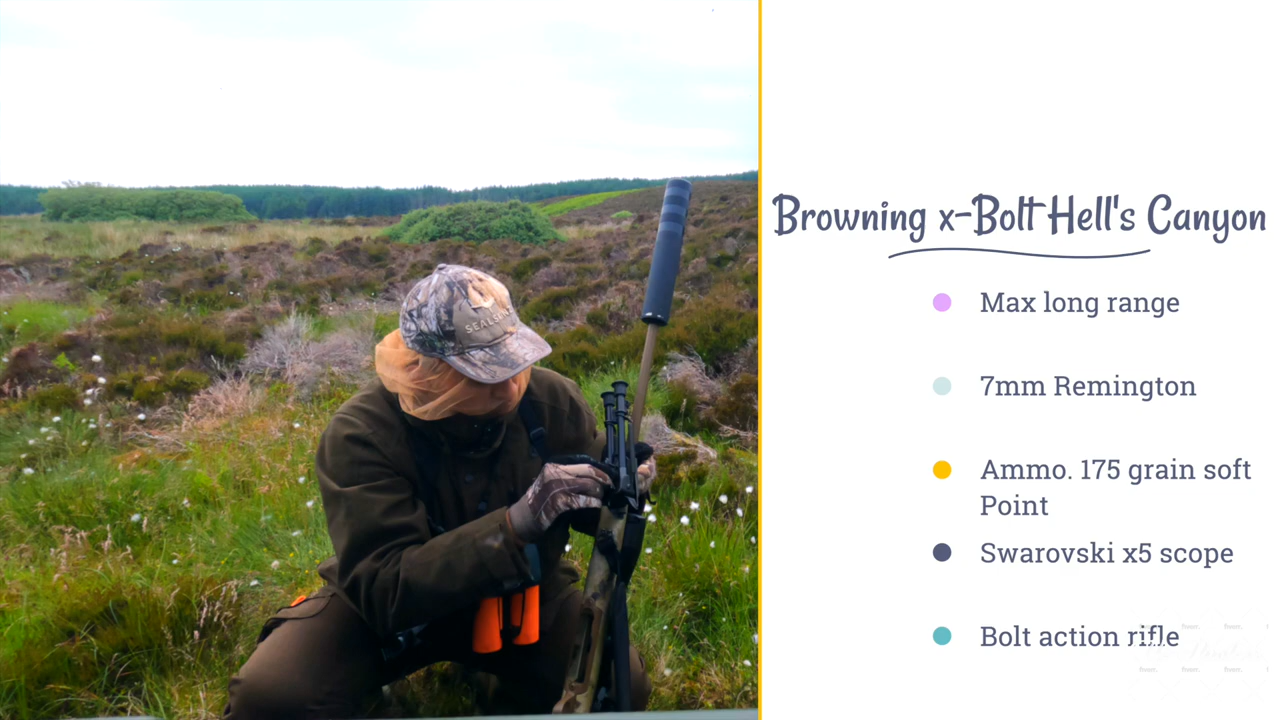 Browning x-Bolt Hell's Canyon
Max long range
7mm Remington
Ammo. 175 grain soft
Point
Swarovski x5 scope
Bolt action rifle